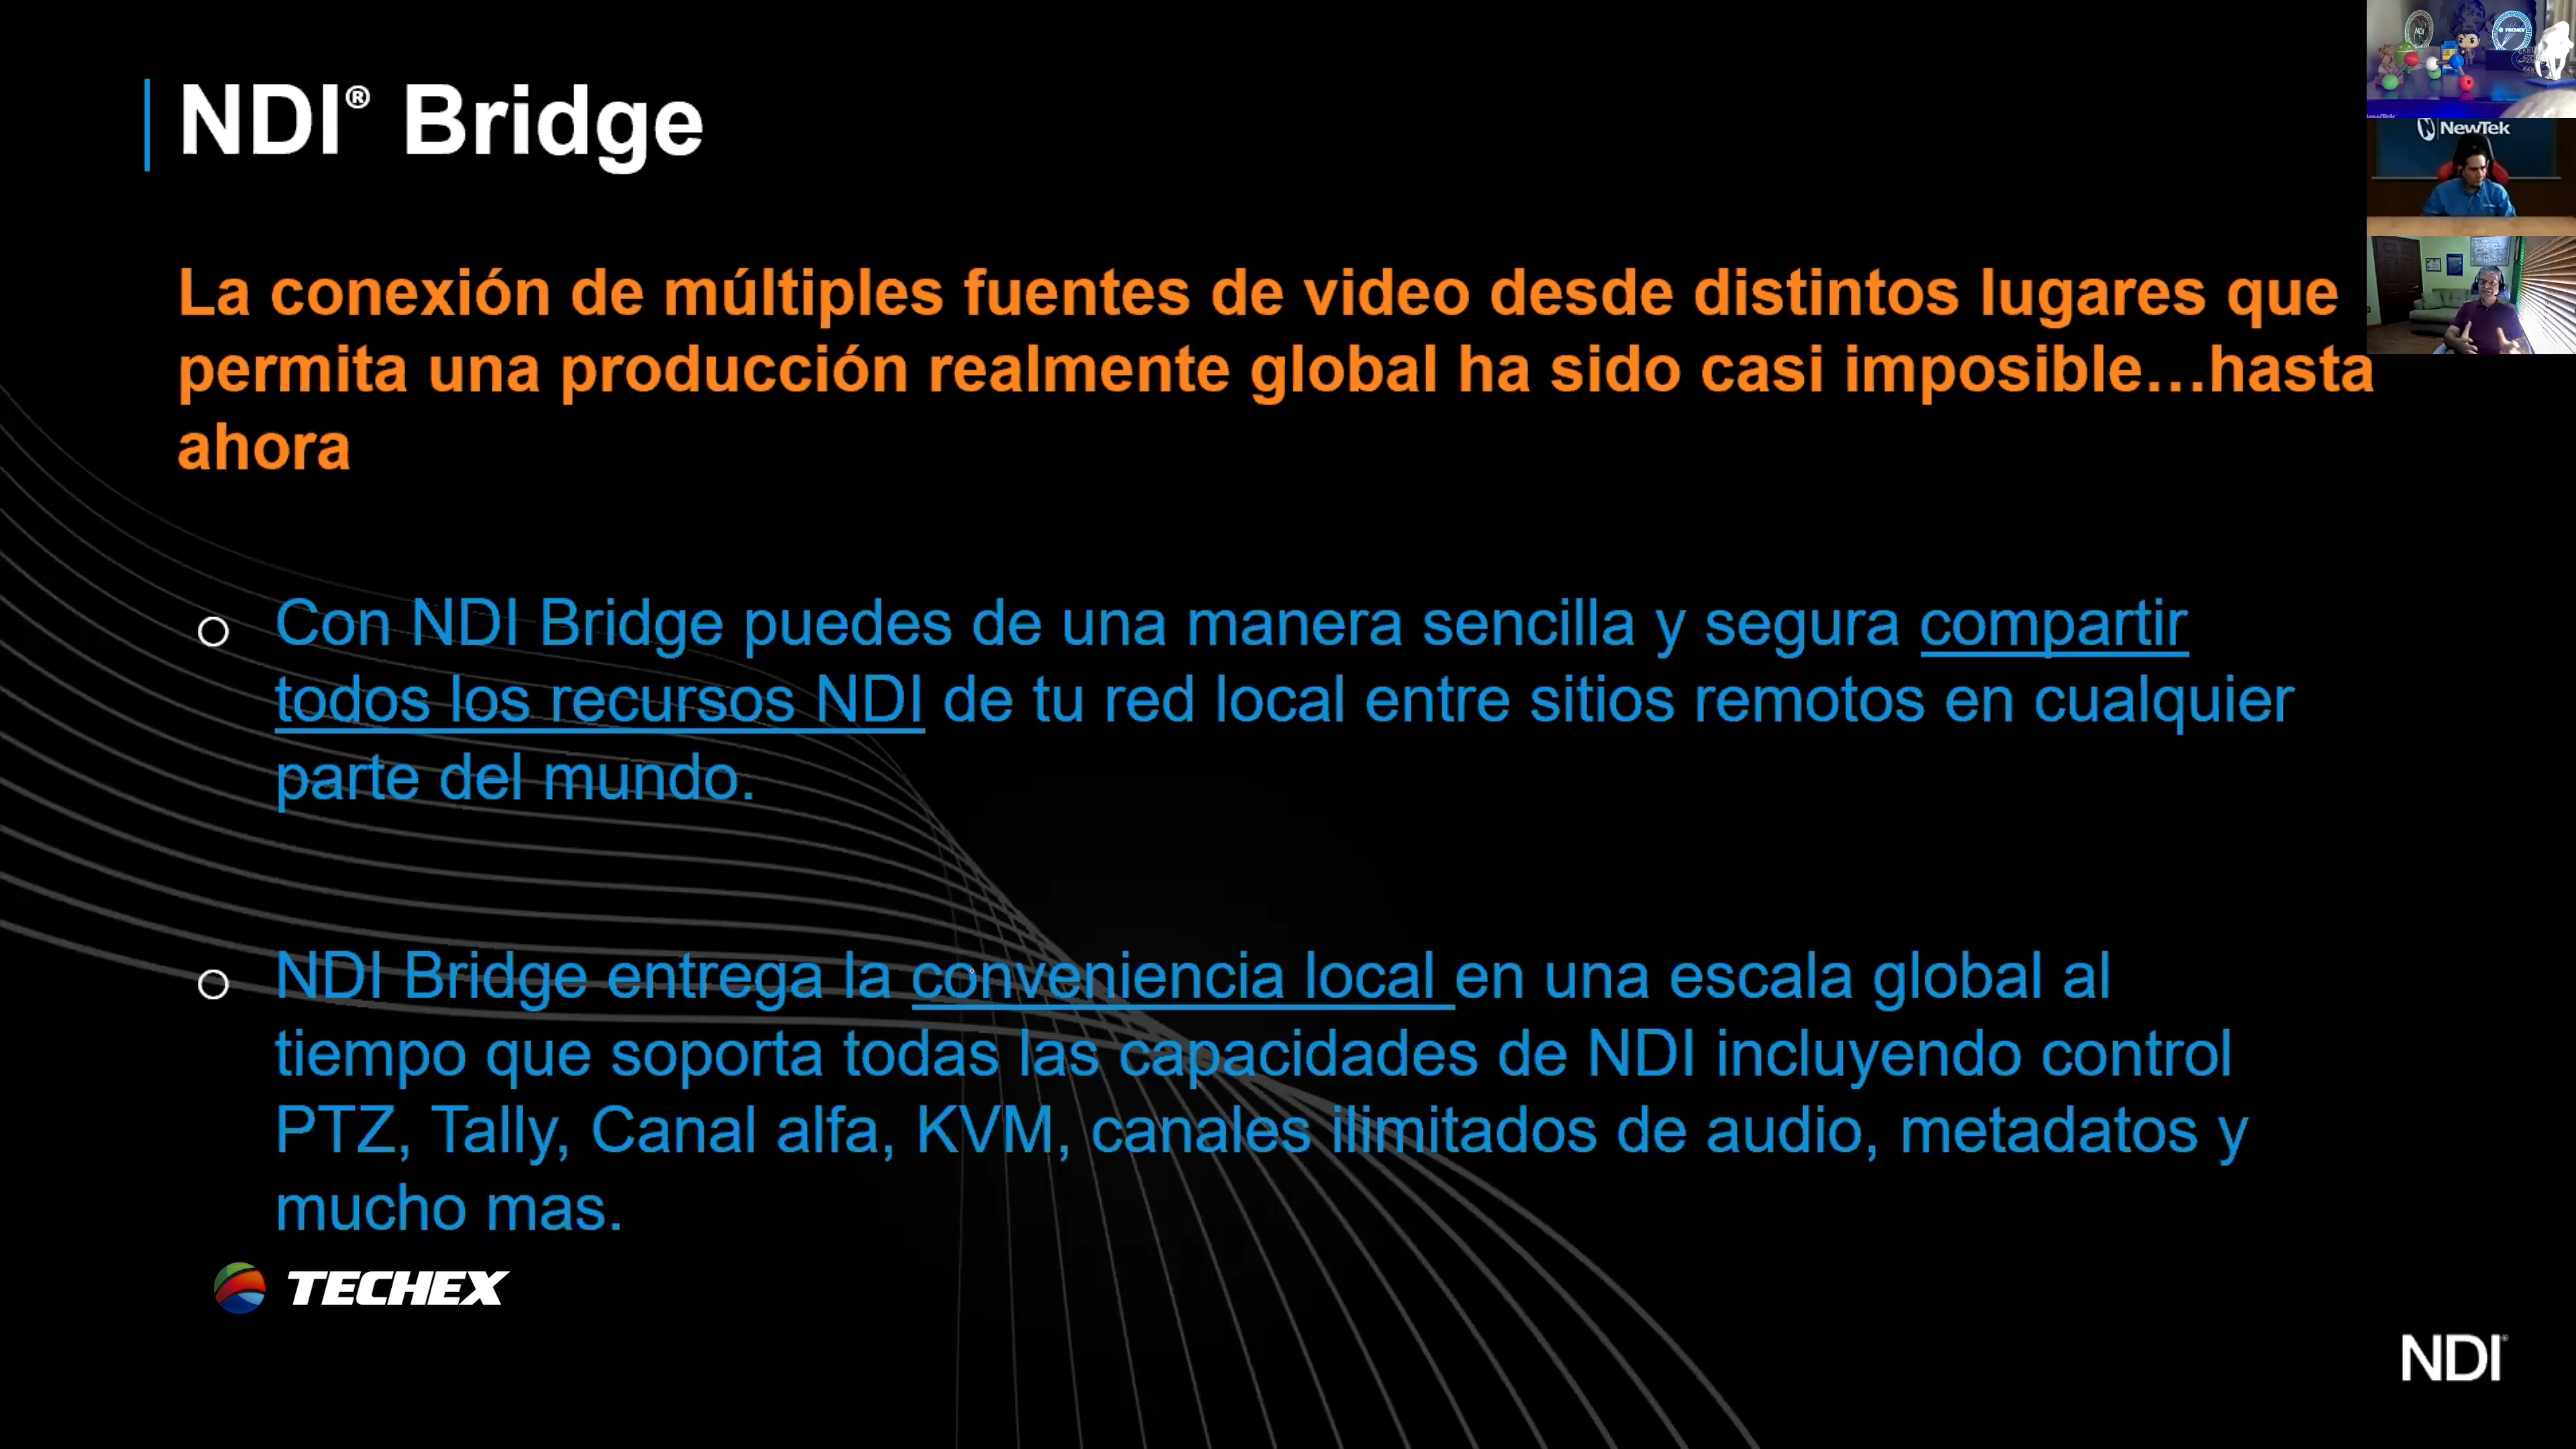 NDI® Bridge
La conexión de múltiples fuentes de video desde distintos lugares que
permita una producción realmente global ha sido casi imposible...hasta
ahora
Con NDI Bridge puedes de una manera sencilla y segura compartir
todos los recursos NDI de tu red local entre sitios remotos en cualquier
parte del mundo.
NDI Bridge entrega la conveniencia local en una escala global al
tiempo que soporta todas las capacidades de NDI incluyendo control
PTZ, Tally, Canal alfa, KVM, canales ilimitados de audio, metadatos y
mucho mas.
TECHEX
NDI
NDI
TECHEX
NewTek